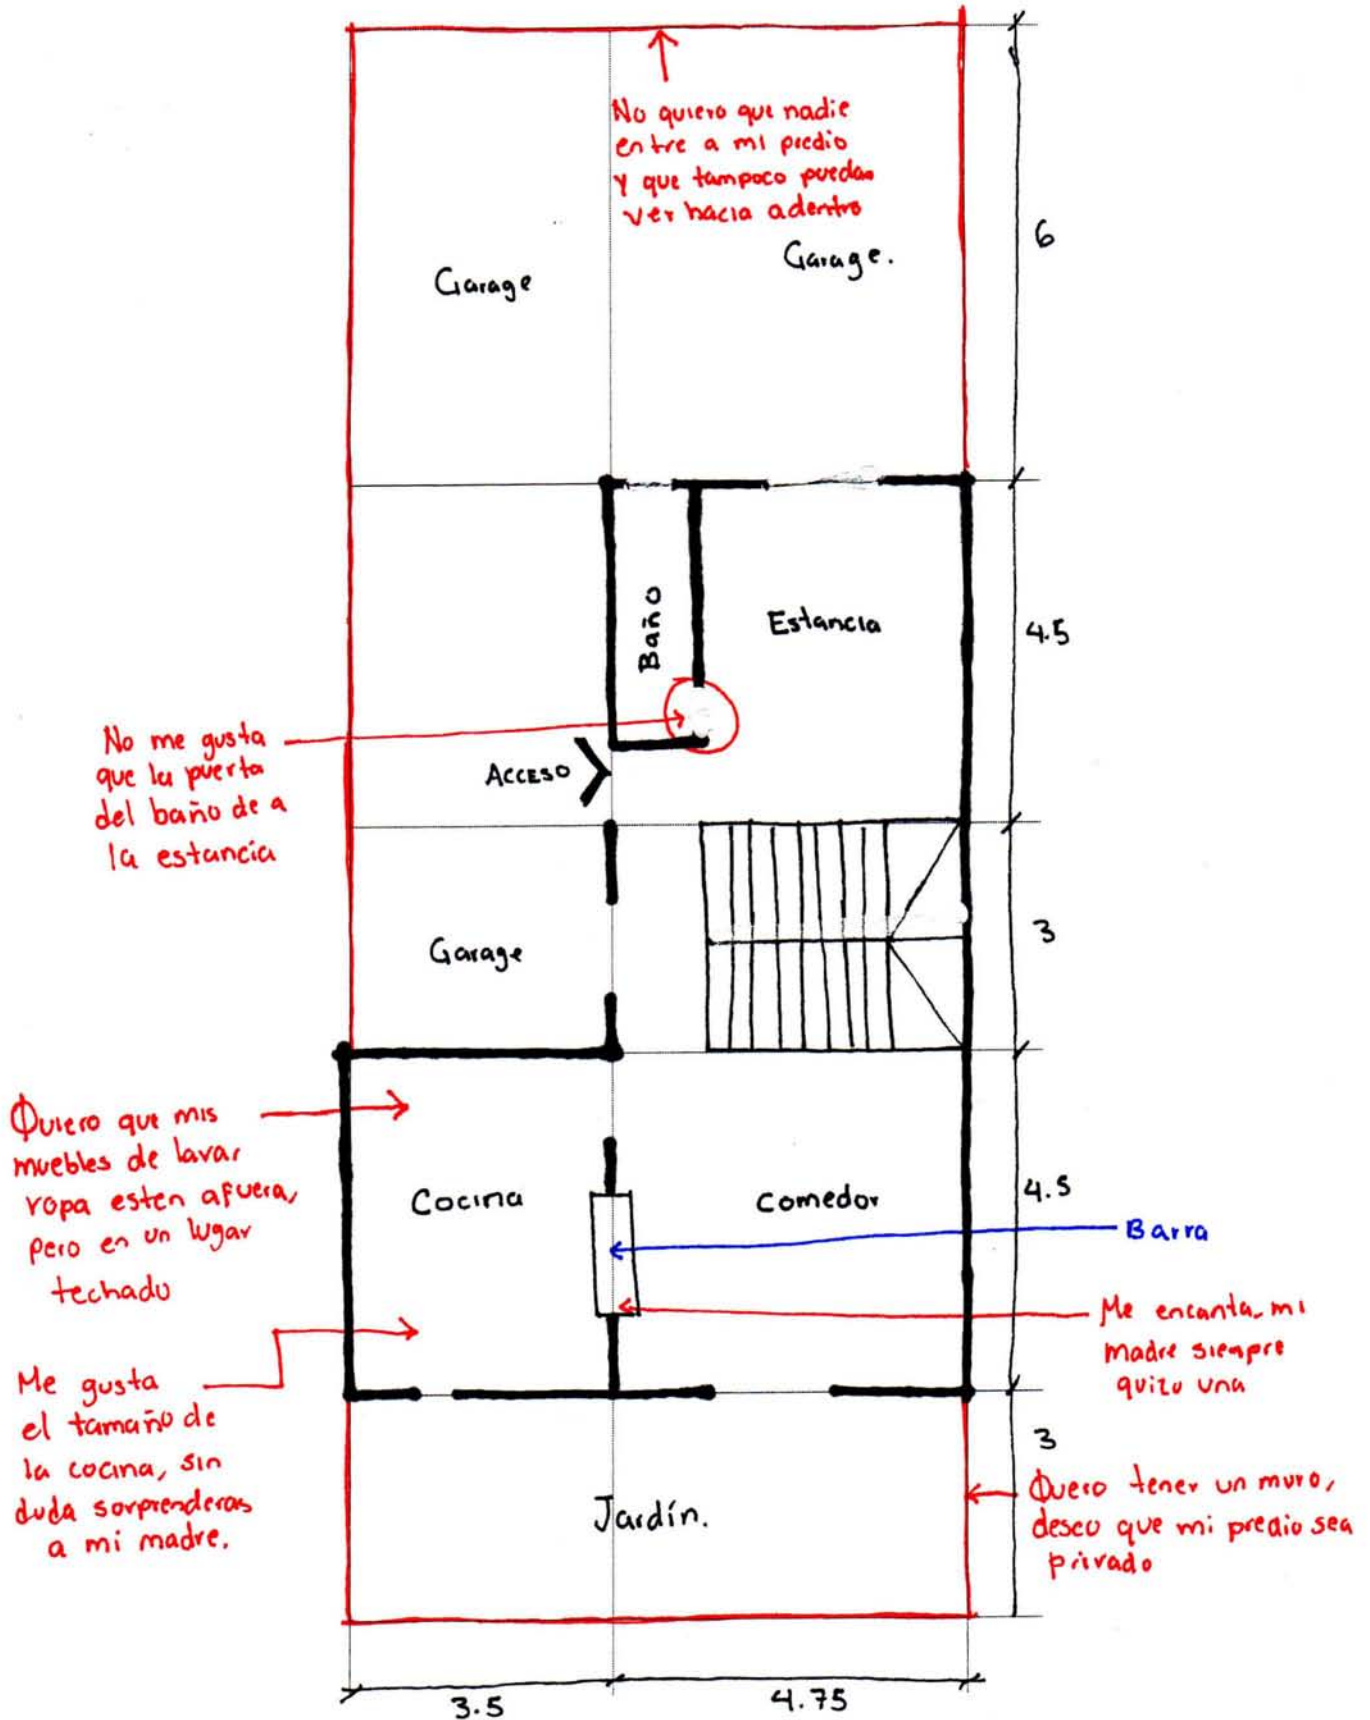 No quiero que nadie
entre a mi predio
y que tampoco puedan
ver hacia adentro
Garage
Garage.
6
Baño
Estancia
4.5
No me gusta
que la puerta
del baño de a
la estancia
ACCESO
Garage
3
Quiero que mis
muebles de lavar
ropa esten afuera,
pero en un lugar
techado
Cocina
comedor
4.5
Barra
Me encanta, mi
madre siempre
quizo una
Me gusta
el tamaño de
la cocina, sin
duda sorprenderas
a mi madre.
3
Jardín.
Quero tener un muro,
deseo que mi predio sea
privado
3.5
4.75